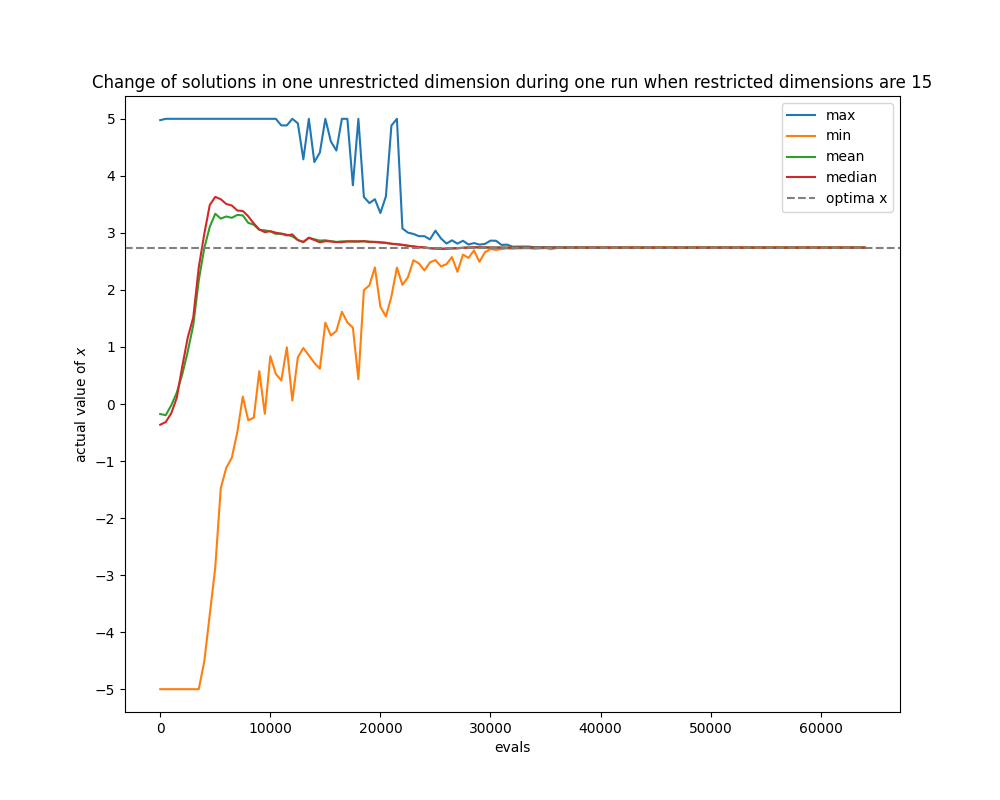 Change of solutions in one unrestricted dimension during one run when restricted dimensions are 15
max
min
mean
median
optima x
5
4
3
2
1
0
−1
−2
−3
−4
−5
actual value of x
0 10000 20000 30000 40000 50000 60000
evals